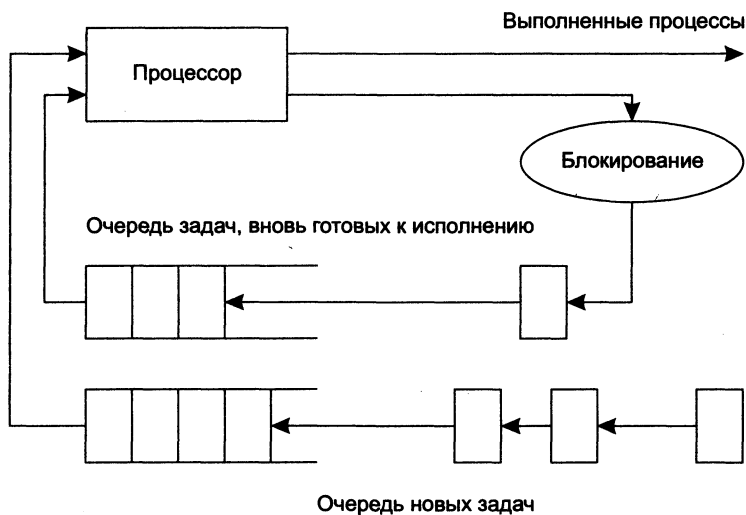 Выполненные процессы
Процессор
Блокирование
Очередь задач, вновь готовых к исполнению
Очередь новых задач